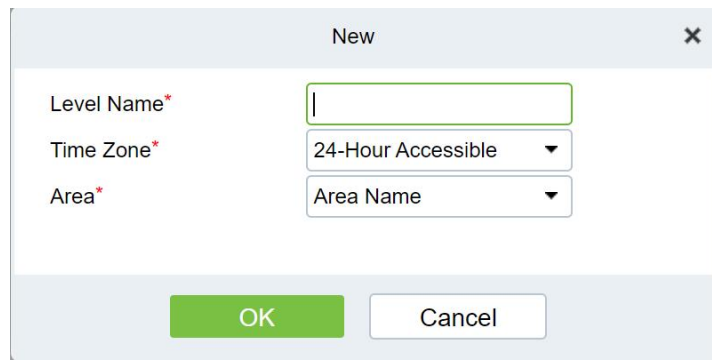 New
Level Name*
Time Zone* 24-Hour Accessible
Area* Area Name
OK Cancel